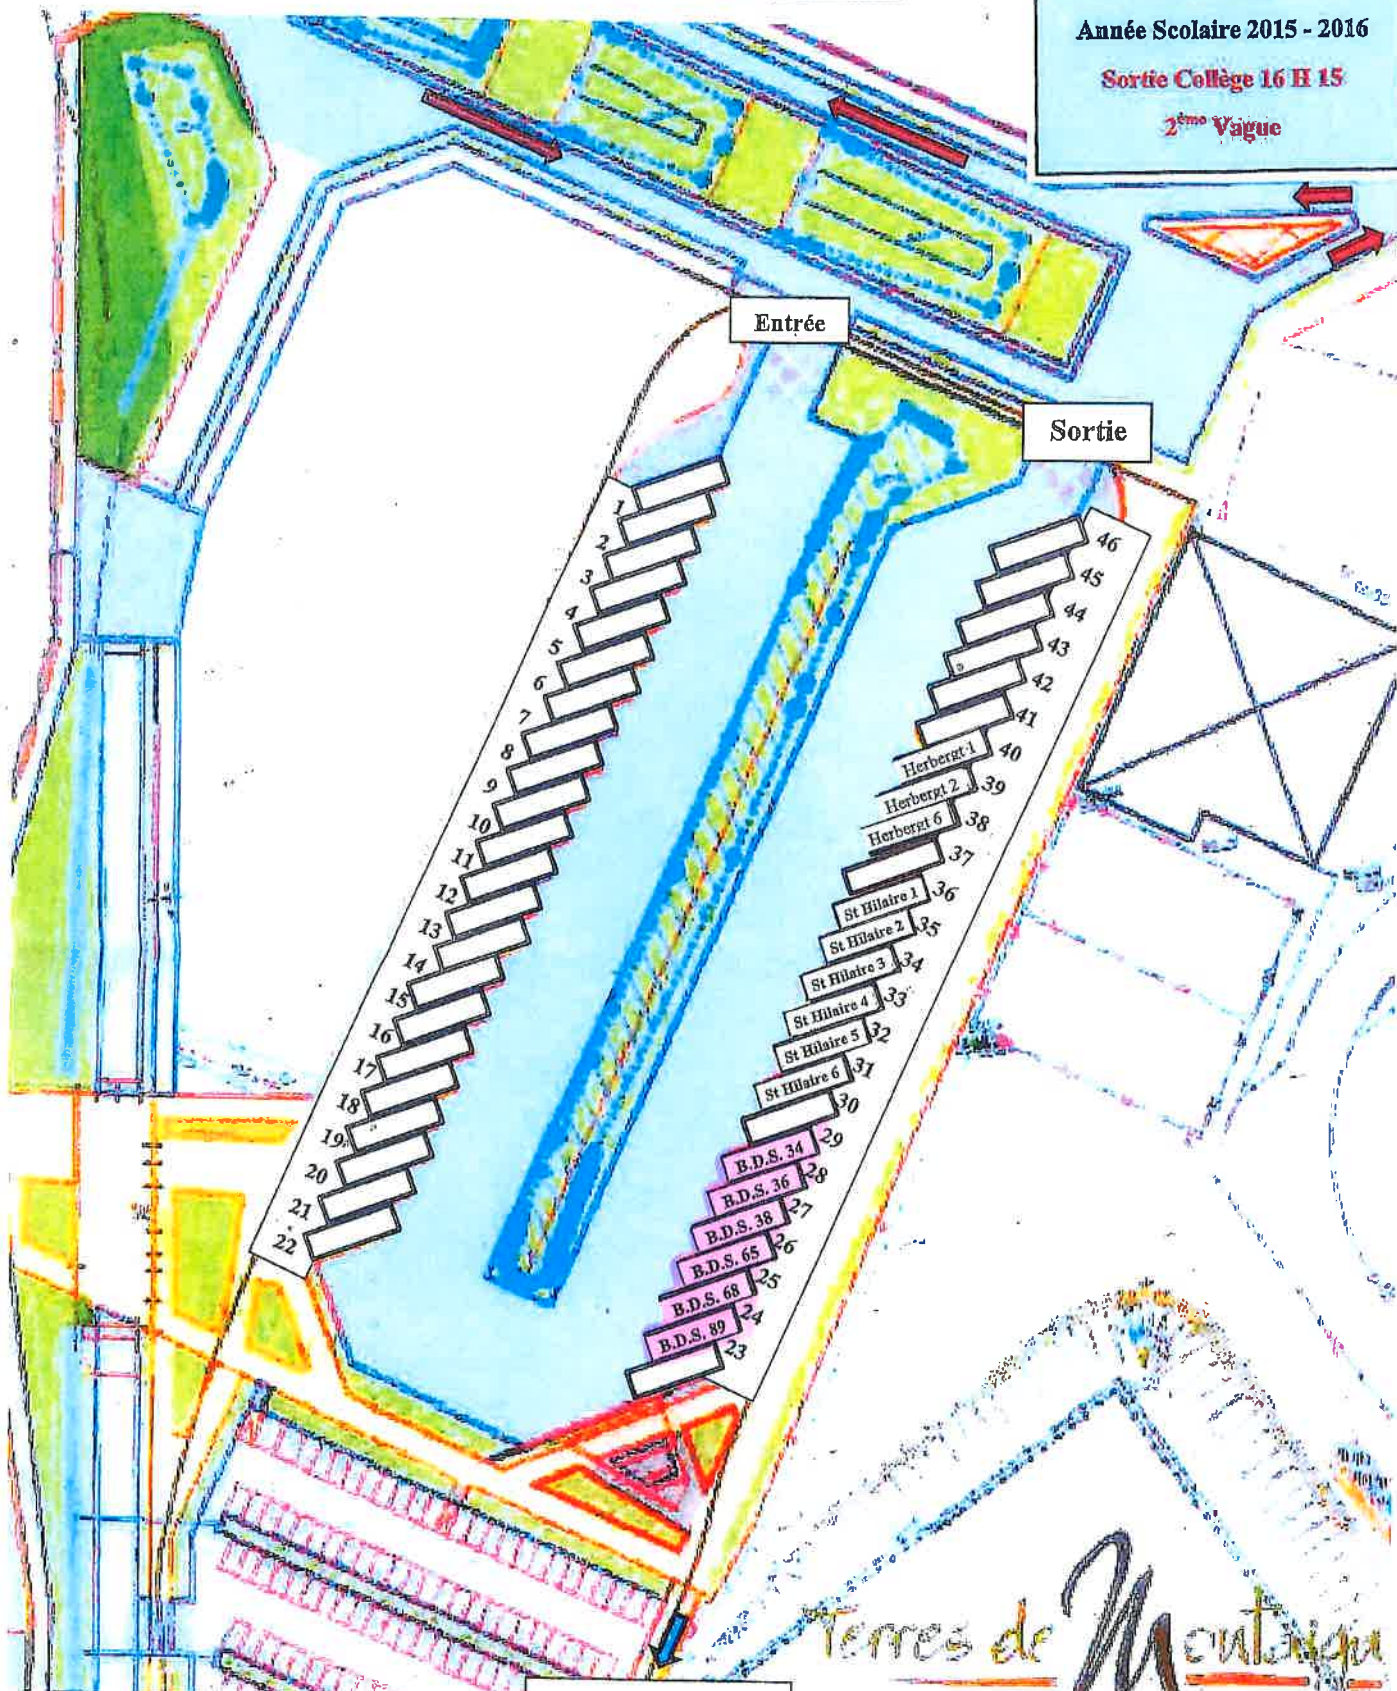 Année Scolaire 2015 - 2016
Sortie Collège 16 H 15
2ème Vague
Entrée
Sortie
1
2
3
4
5
6
7
8
9
10
11
12
13
14
15
16
17
18
19
20
21
22
46
45
44
43
42
41
Herbergt 1 40
Herbergt 2 39
Herbergt 6 38
37
St Hilaire 1 36
St Hilaire 2 35
St Hilaire 3 34
St Hilaire 4 33
St Hilaire 5 32
St Hilaire 6 31
30
B.D.S. 34 29
B.D.S. 36 28
B.D.S. 38 27
B.D.S. 65 26
B.D.S. 68 25
B.D.S. 89 24
23
Terres de Montaigu